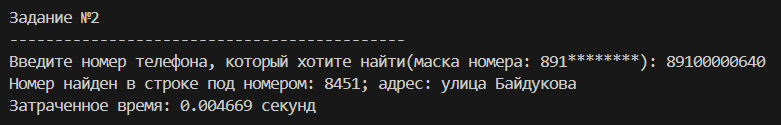 Задание №2
--------------------------------------------
Введите номер телефона, который хотите найти(маска номера: 891********): 89100000640
Номер найден в строке под номером: 8451; адрес: улица Байдукова
Затраченное время: 0.004669 секунд